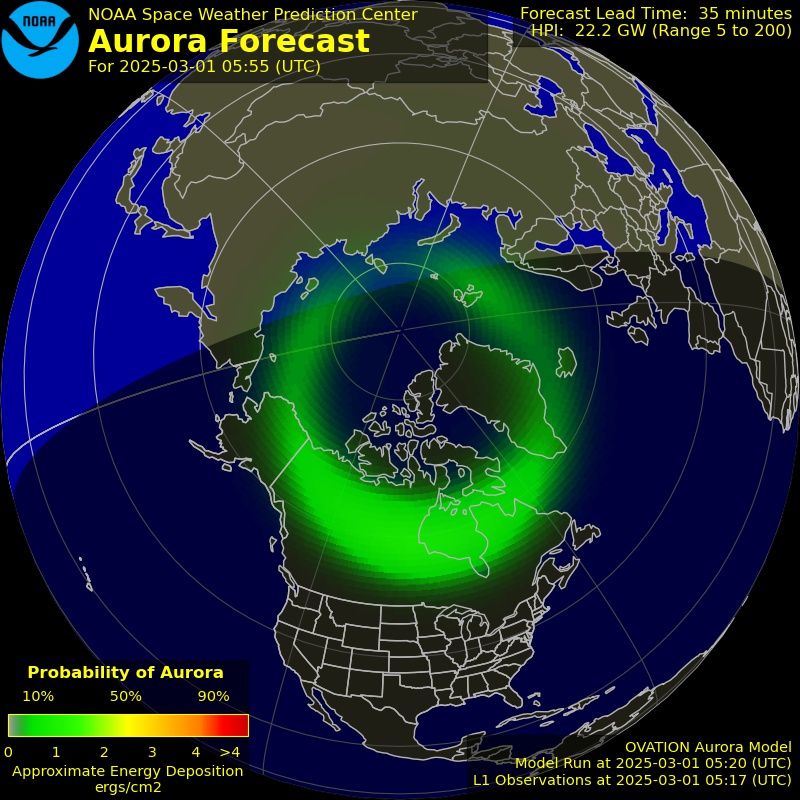 NOAA
NOAA Space Weather Prediction Center
Aurora Forecast
For 2025-03-01 05:55 (UTC)
Forecast Lead Time: 35 minutes
HPI: 22.2 GW (Range 5 to 200)
Probability of Aurora
10% 50% 90%
0 1 2 3 4 >4
Approximate Energy Deposition
ergs/cm2
OVATION Aurora Model
Model Run at 2025-03-01 05:20 (UTC)
L1 Observations at 2025-03-01 05:17 (UTC)